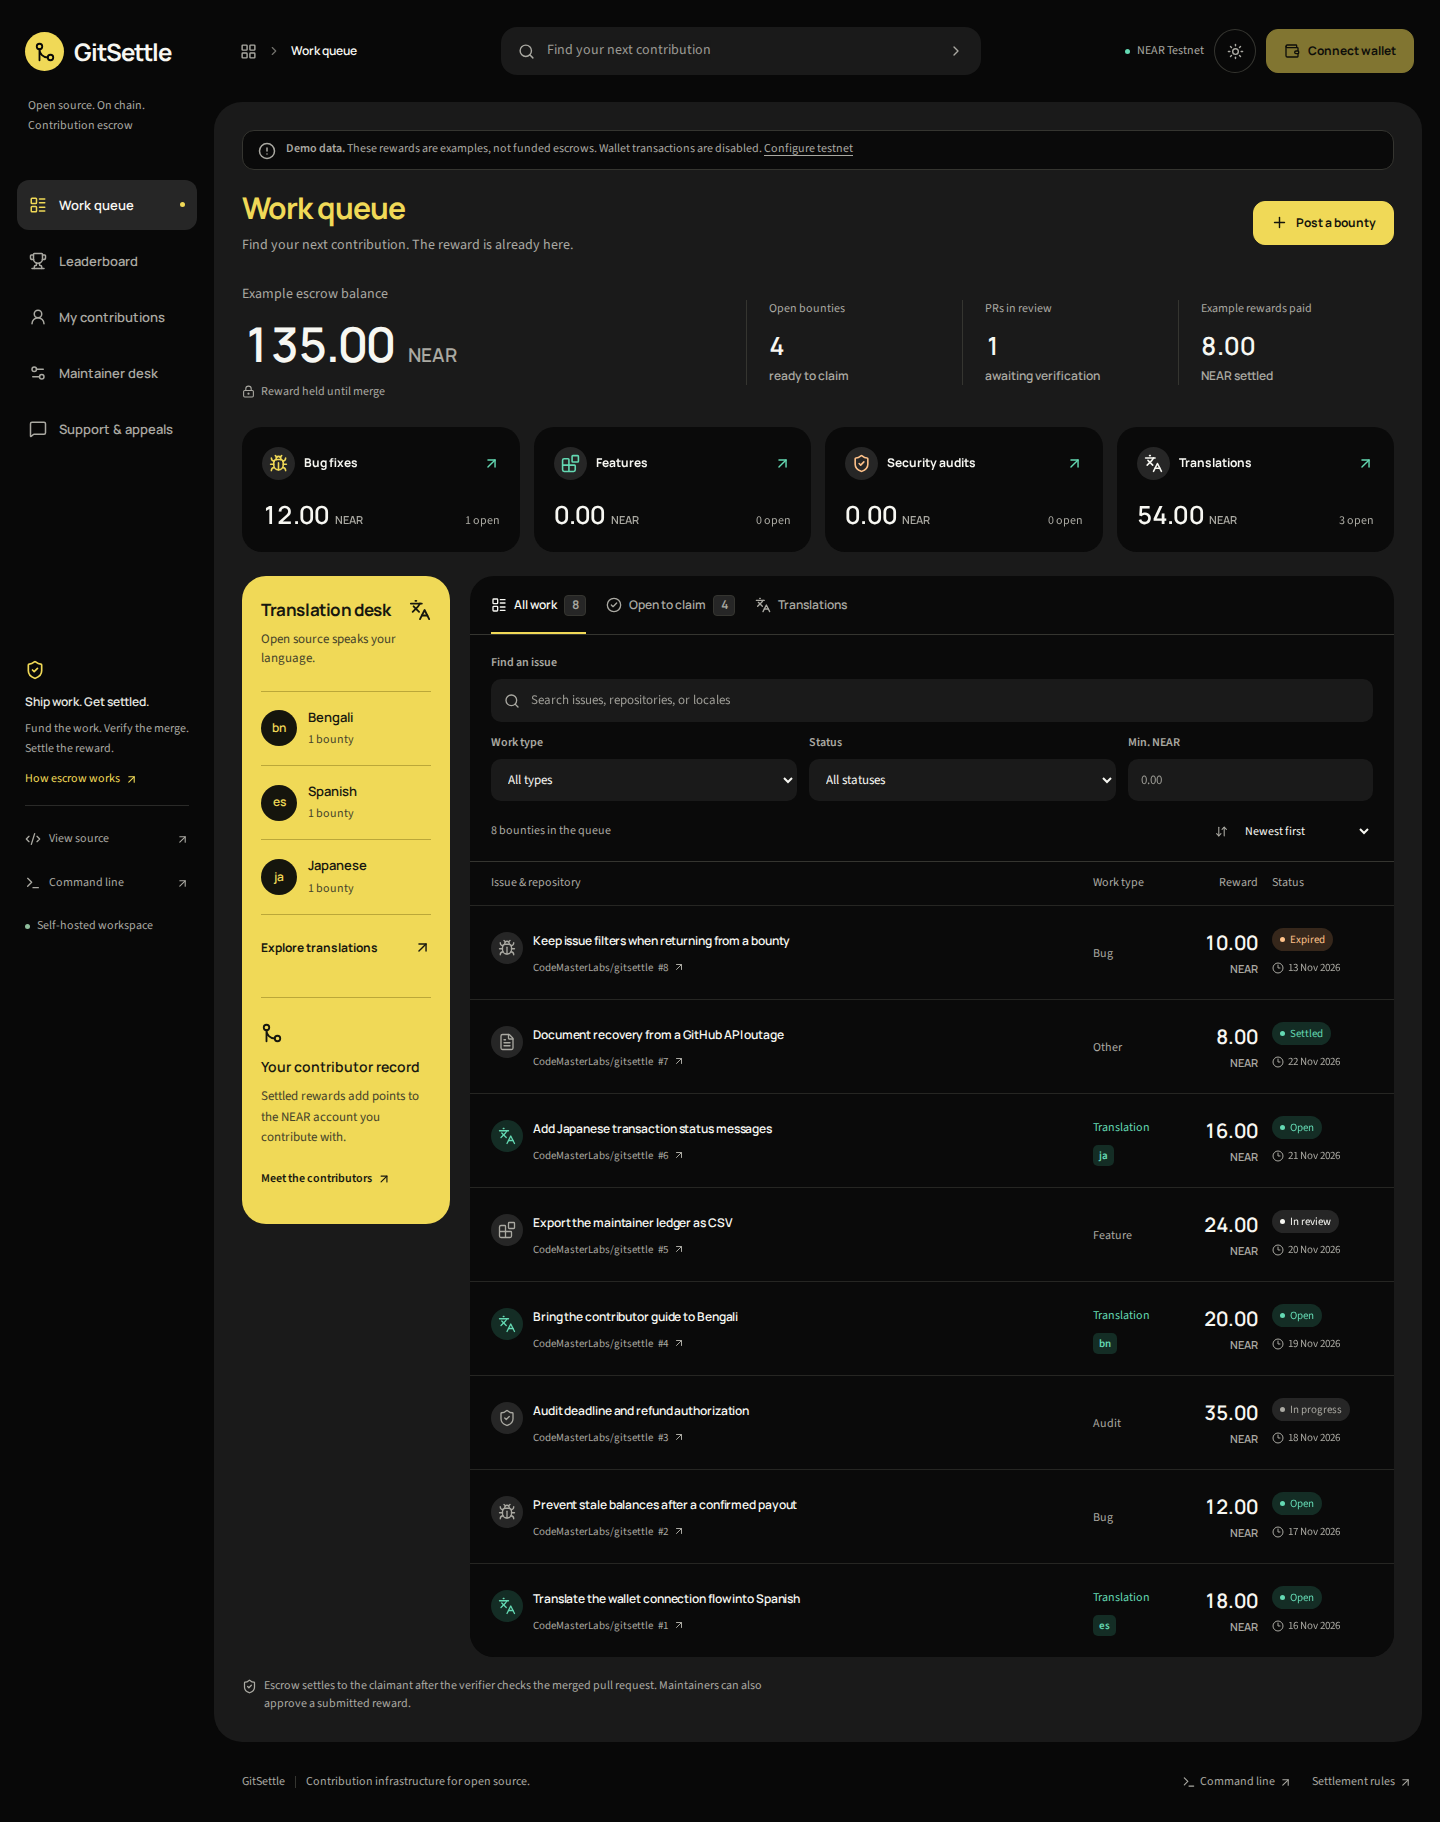 GitSettle
Work queue
Find your next contribution
NEAR Testnet
Connect wallet
Open source. On chain.
Contribution escrow
Work queue
Leaderboard
My contributions
Maintainer desk
Support & appeals
Ship work. Get settled.
Fund the work. Verify the merge.
Settle the reward.
How escrow works
View source
Command line
Self-hosted workspace
Demo data. These rewards are examples, not funded escrows. Wallet transactions are disabled. Configure testnet
Work queue
Find your next contribution. The reward is already here.
Post a bounty
Example escrow balance
135.00 NEAR
Reward held until merge
Open bounties
4
ready to claim
PRs in review
1
awaiting verification
Example rewards paid
8.00
NEAR settled
Bug fixes
12.00 NEAR
1 open
Features
0.00 NEAR
0 open
Security audits
0.00 NEAR
0 open
Translations
54.00 NEAR
3 open
Translation desk
Open source speaks your
language.
bn
Bengali
1 bounty
es
Spanish
1 bounty
ja
Japanese
1 bounty
Explore translations
Your contributor record
Settled rewards add points to
the NEAR account you
contribute with.
Meet the contributors
All work 8
Open to claim 4
Translations
Find an issue
Search issues, repositories, or locales
Work type
Status
Min. NEAR
All types
All statuses
0.00
8 bounties in the queue
Newest first
Issue & repository
Work type
Reward
Status
Keep issue filters when returning from a bounty
CodeMasterLabs/gitsettle #8
Bug
10.00
NEAR
Expired
13 Nov 2026
Document recovery from a GitHub API outage
CodeMasterLabs/gitsettle #7
Other
8.00
NEAR
Settled
22 Nov 2026
Add Japanese transaction status messages
CodeMasterLabs/gitsettle #6
Translation
ja
16.00
NEAR
Open
21 Nov 2026
Export the maintainer ledger as CSV
CodeMasterLabs/gitsettle #5
Feature
24.00
NEAR
In review
20 Nov 2026
Bring the contributor guide to Bengali
CodeMasterLabs/gitsettle #4
Translation
bn
20.00
NEAR
Open
19 Nov 2026
Audit deadline and refund authorization
CodeMasterLabs/gitsettle #3
Audit
35.00
NEAR
In progress
18 Nov 2026
Prevent stale balances after a confirmed payout
CodeMasterLabs/gitsettle #2
Bug
12.00
NEAR
Open
17 Nov 2026
Translate the wallet connection flow into Spanish
CodeMasterLabs/gitsettle #1
Translation
es
18.00
NEAR
Open
16 Nov 2026
Escrow settles to the claimant after the verifier checks the merged pull request. Maintainers can also
approve a submitted reward.
GitSettle
Contribution infrastructure for open source.
Command line
Settlement rules